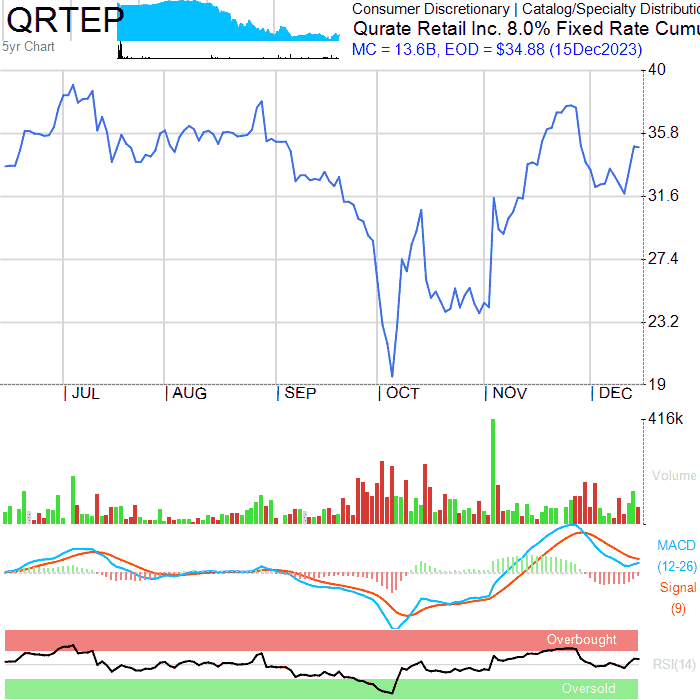 QRTEP
5yr Chart
Consumer Discretionary | Catalog/Specialty Distributio
Qurate Retail Inc. 8.0% Fixed Rate Cumu
MC = 13.6B, EOD = $34.88 (15Dec2023)
40
35.8
31.6
27.4
23.2
19
| JUL | AUG | SEP | OCT | NOV | DEC
416k
Volume
MACD
(12-26)
Signal
(9)
Overbought
RSI(14)
Oversold